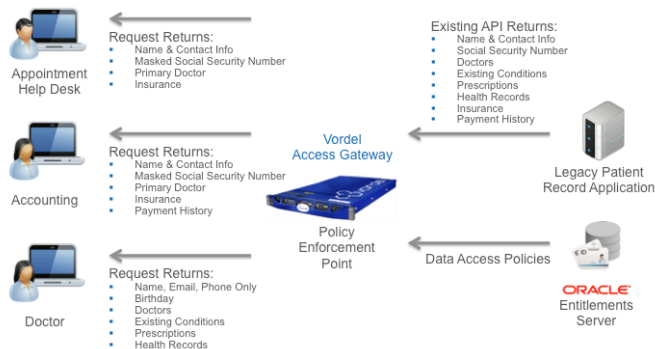 Request Returns:
Name & Contact Info
Masked Social Security Number
Primary Doctor
Insurance
Appointment
Help Desk
Existing API Returns:
Name & Contact Info
Social Security Number
Doctors
Existing Conditions
Prescriptions
Health Records
Insurance
Payment History
Legacy Patient
Record Application
Request Returns:
Name & Contact Info
Masked Social Security Number
Primary Doctor
Insurance
Payment History
Accounting
Vordel
Access Gateway
Policy
Enforcement
Point
Data Access Policies
ORACLE
Entitlements
Server
Request Returns:
Name, Email, Phone Only
Birthday
Doctors
Existing Conditions
Prescriptions
Health Records
Doctor